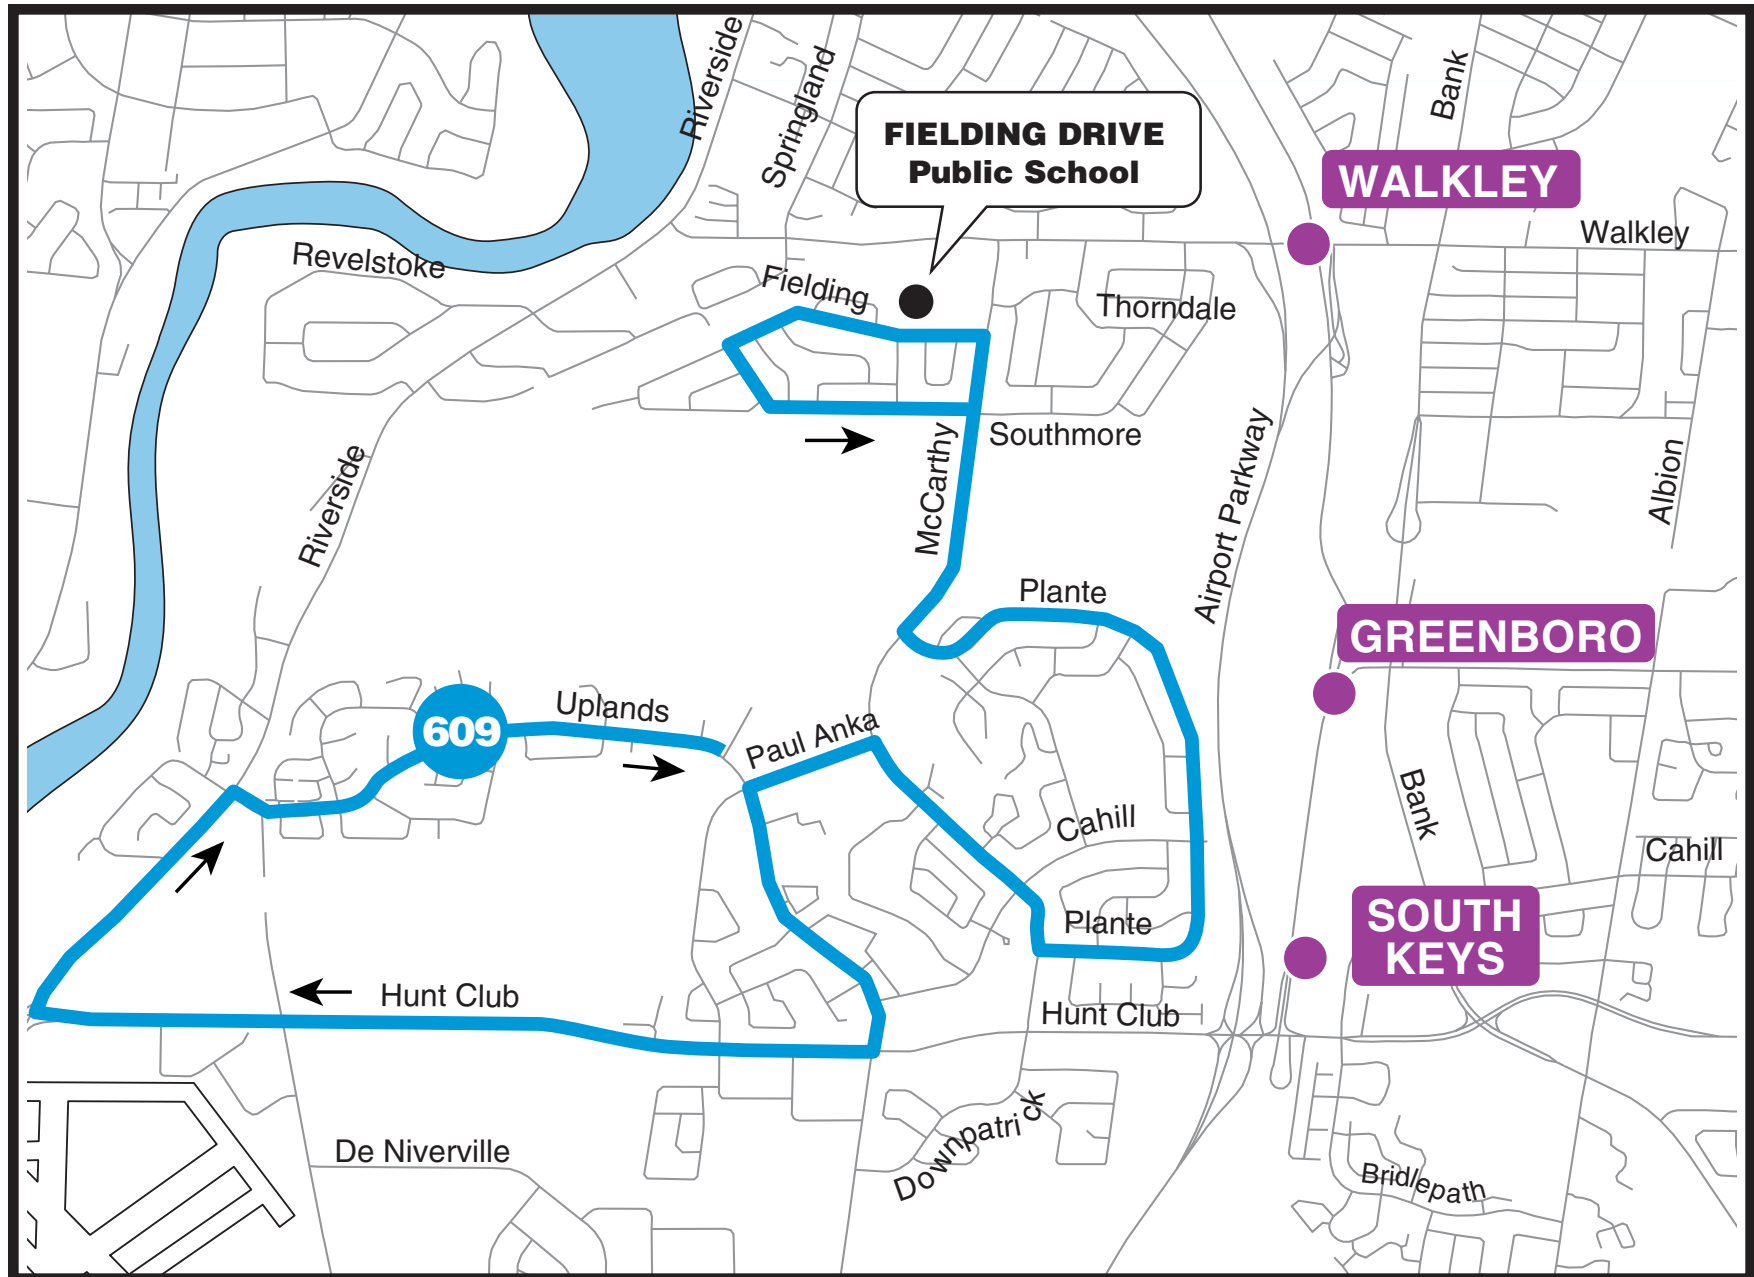 Riverside
Springland
Bank
FIELDING DRIVE
Public School
WALKLEY
Walkley
Revelstoke
Fielding
Thorndale
Southmore
McCarthy
Airport Parkway
Albion
Riverside
Plante
GREENBORO
609
Uplands
Paul Anka
Bank
Cahill
Cahill
Plante
SOUTH
KEYS
Hunt Club
Hunt Club
Downpatrick
De Niverville
Bridlepath